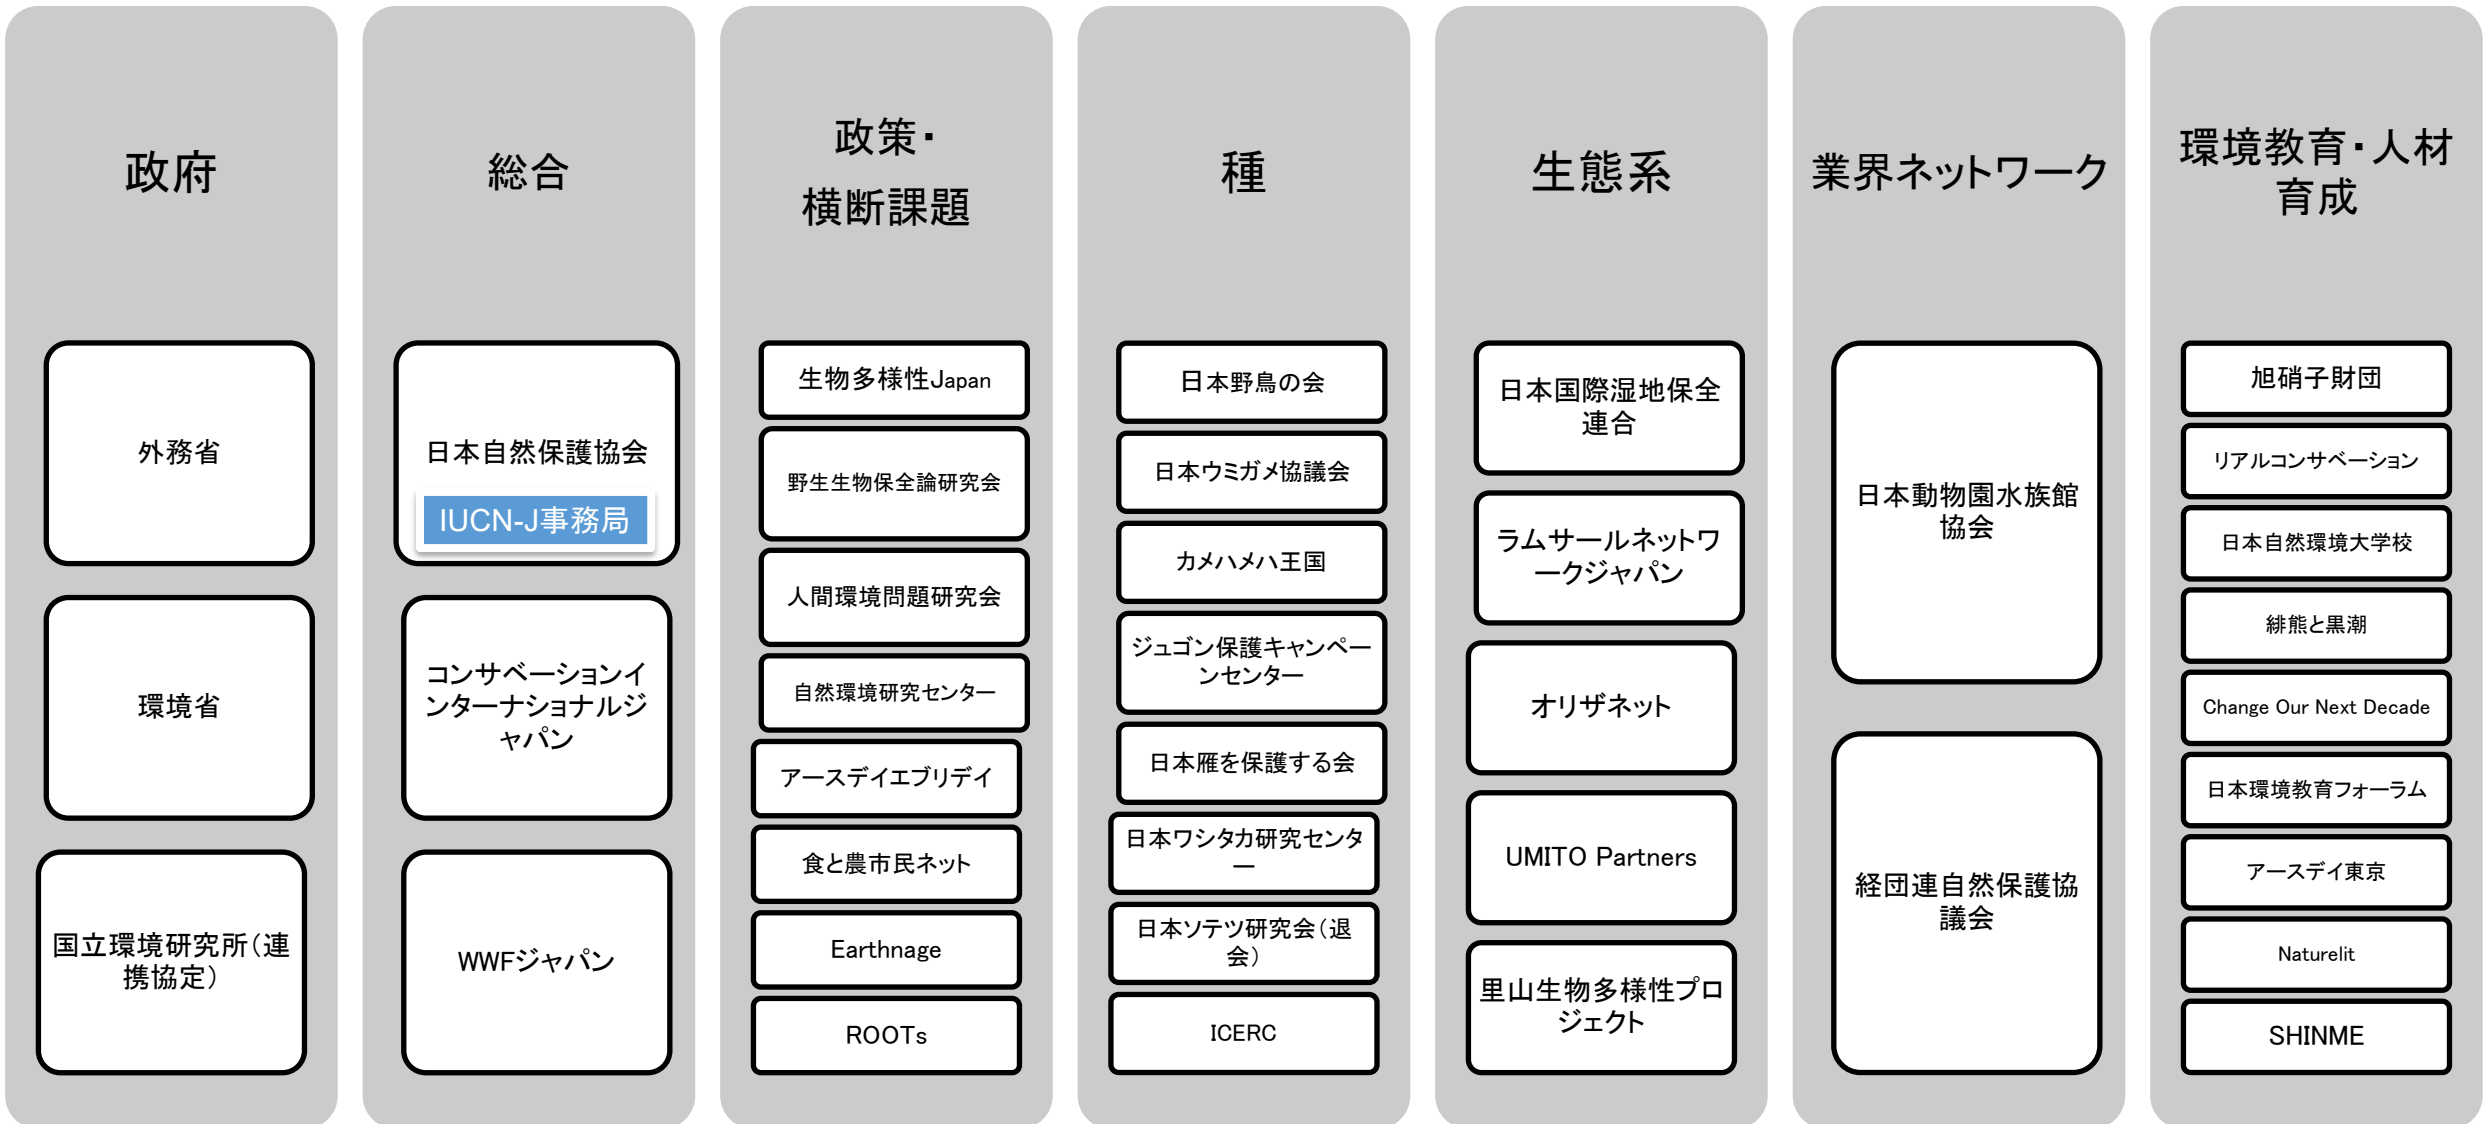 政府
外務省
環境省
国立環境研究所（連
携協定）
総合
日本自然保護協会
IUCN-J事務局
コンサベーションイ
ンターナショナルジ
ャパン
WWFジャパン
政策・
横断課題
生物多様性Japan
野生生物保全論研究会
人間環境問題研究会
自然環境研究センター
アースデイエブリデイ
食と農市民ネット
Earthnage
ROOTs
種
日本野鳥の会
日本ウミガメ協議会
カメハメハ王国
ジュゴン保護キャンペー
ンセンター
日本雁を保護する会
日本ワシタカ研究センタ
ー
日本ソテツ研究会（退
会）
ICERC
生態系
日本国際湿地保全
連合
ラムサールネットワ
ークジャパン
オリザネット
UMITO Partners
里山生物多様性プロ
ジェクト
業界ネットワーク
日本動物園水族館
協会
経団連自然保護協
議会
環境教育・人材
育成
旭硝子財団
リアルコンサベーション
日本自然環境大学校
緋熊と黒潮
Change Our Next Decade
日本環境教育フォーラム
アースデイ東京
Naturelit
SHINME